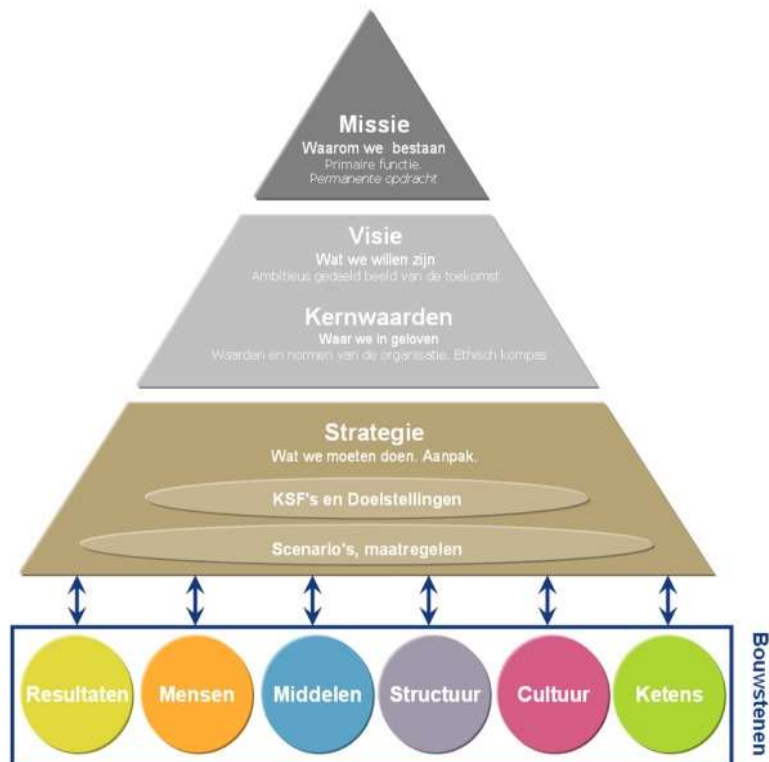 Missie
Waarom we bestaan
Primaire functie.
Permanente opdracht
Visie
Wat we willen zijn
Ambitieus gedeeld beeld van de toekomst.
Kernwaarden
Waar we in geloven
Waarden en normen van de organisatie. Ethisch kompas
Strategie
Wat we moeten doen. Aanpak.
KSF's en Doelstellingen
Scenario's, maatregelen
Resultaten Mensen Middelen Structuur Cultuur Ketens
Bouwstenen